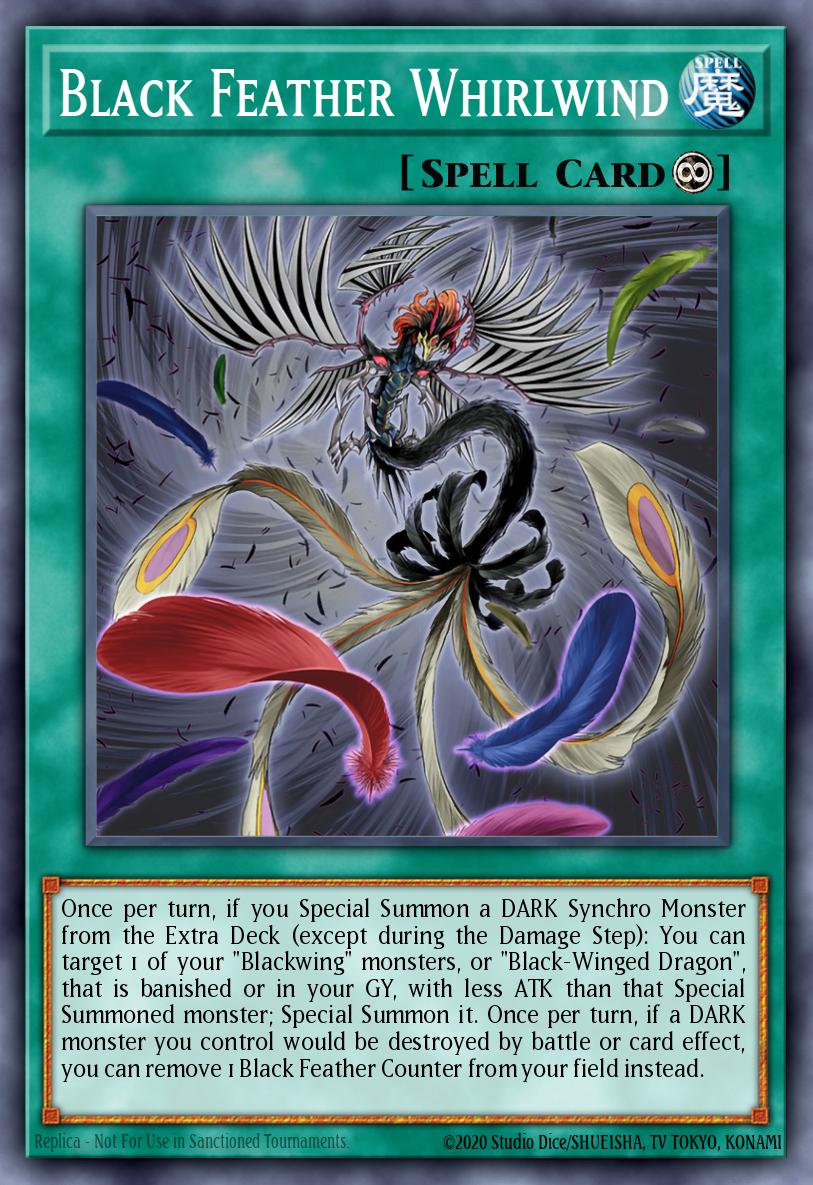 Black Feather Whirlwind
SPELL
魔
[Spell Card]
Once per turn, if you Special Summon a DARK Synchro Monster
from the Extra Deck (except during the Damage Step): You can
target 1 of your "Blackwing" monsters, or "Black-Winged Dragon",
that is banished or in your GY, with less ATK than that Special
Summoned monster; Special Summon it. Once per turn, if a DARK
monster you control would be destroyed by battle or card effect,
you can remove 1 Black Feather Counter from your field instead.
Replica - Not For Use in Sanctioned Tournaments.
©2020 Studio Dice/SHUEISHA, TV TOKYO, KONAMI